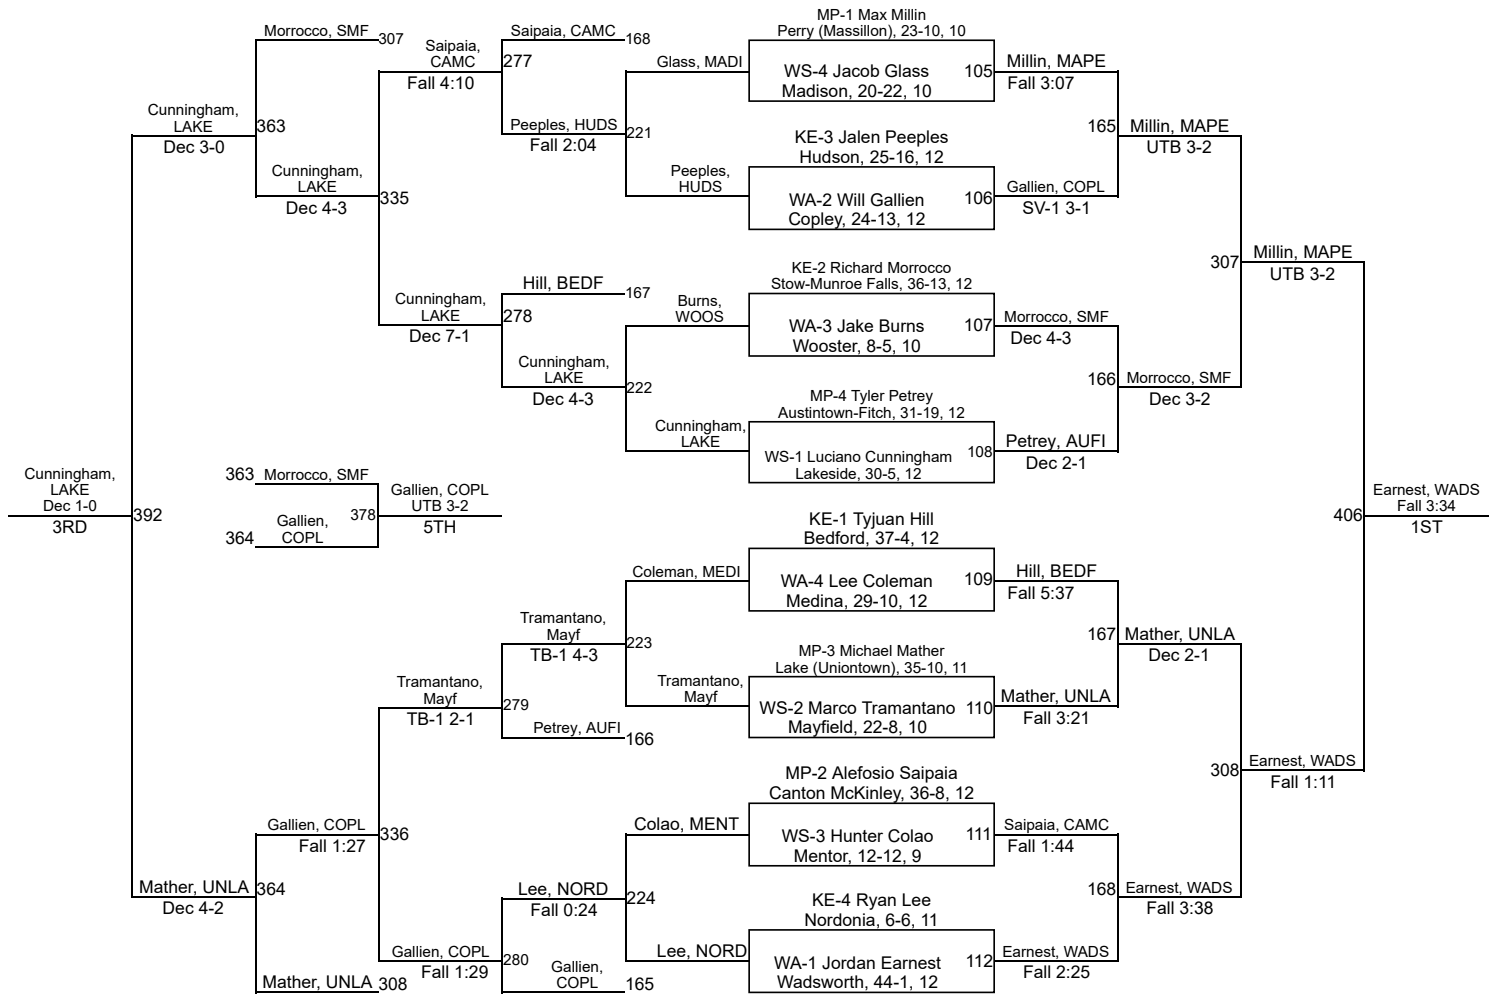 MP-1 Max Millin
Perry (Massillon), 23-10, 10
WS-4 Jacob Glass
Madison, 20-22, 10
105
KE-3 Jalen Peeples
Hudson, 25-16, 12
WA-2 Will Gallien
Copley, 24-13, 12
106
KE-2 Richard Morrocco
Stow-Munroe Falls, 36-13, 12
WA-3 Jake Burns
Wooster, 8-5, 10
107
MP-4 Tyler Petrey
Austintown-Fitch, 31-19, 12
WS-1 Luciano Cunningham
Lakeside, 30-5, 12
108
KE-1 Tyjuan Hill
Bedford, 37-4, 12
WA-4 Lee Coleman
Medina, 29-10, 12
109
MP-3 Michael Mather
Lake (Uniontown), 35-10, 11
WS-2 Marco Tramantano
Mayfield, 22-8, 10
110
MP-2 Alefosio Saipaia
Canton McKinley, 36-8, 12
WS-3 Hunter Colao
Mentor, 12-12, 9
111
KE-4 Ryan Lee
Nordonia, 6-6, 11
WA-1 Jordan Earnest
Wadsworth, 44-1, 12
112
Millin, MAPE
Fall 3:07
Gallien, COPL
SV-1 3-1
Morrocco, SMF
Dec 4-3
Petrey, AUFI
Dec 2-1
Hill, BEDF
Fall 5:37
Mather, UNLA
Fall 3:21
Saipaia, CAMC
Fall 1:44
Earnest, WADS
Fall 2:25
165
Millin, MAPE
UTB 3-2
166
Morrocco, SMF
Dec 3-2
167
Mather, UNLA
Dec 2-1
168
Earnest, WADS
Fall 3:38
307
Millin, MAPE
UTB 3-2
308
Earnest, WADS
Fall 1:11
406
Earnest, WADS
Fall 3:34
1ST
Glass, MADI
Peeples,
HUDS
221
Peeples, HUDS
Fall 2:04
Saipaia, CAMC
168
277
Saipaia,
CAMC
Fall 4:10
Burns,
WOOS
Cunningham,
LAKE
222
Cunningham,
LAKE
Dec 4-3
Hill, BEDF
167
278
Cunningham,
LAKE
Dec 7-1
335
Cunningham,
LAKE
Dec 4-3
Morrocco, SMF
307
363
Cunningham,
LAKE
Dec 3-0
Coleman, MEDI
Tramantano,
Mayf
223
Tramantano,
Mayf
TB-1 4-3
Petrey, AUFI
166
279
Tramantano,
Mayf
TB-1 2-1
Colao, MENT
Lee, NORD
224
Lee, NORD
Fall 0:24
Gallien,
COPL
165
280
Gallien, COPL
Fall 1:29
336
Gallien, COPL
Fall 1:27
Mather, UNLA
308
364
Mather, UNLA
Dec 4-2
392
Cunningham,
LAKE
Dec 1-0
3RD
363
Morrocco, SMF
364
Gallien,
COPL
378
Gallien, COPL
UTB 3-2
5TH